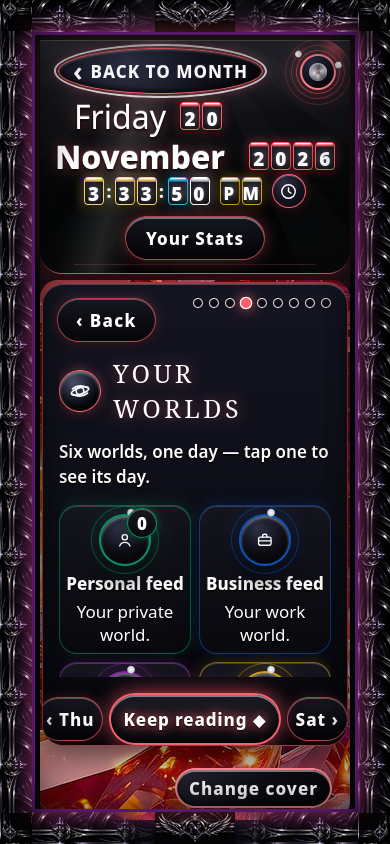 ‹ BACK TO MONTH
Friday 20
November 2026
3:33:50 PM
Your Stats
‹ Back
YOUR
WORLDS
Six worlds, one day — tap one to
see its day.
0
Personal feed Business feed
Your private Your work
world. world.
‹ Thu Keep reading ◆ Sat ›
Change cover